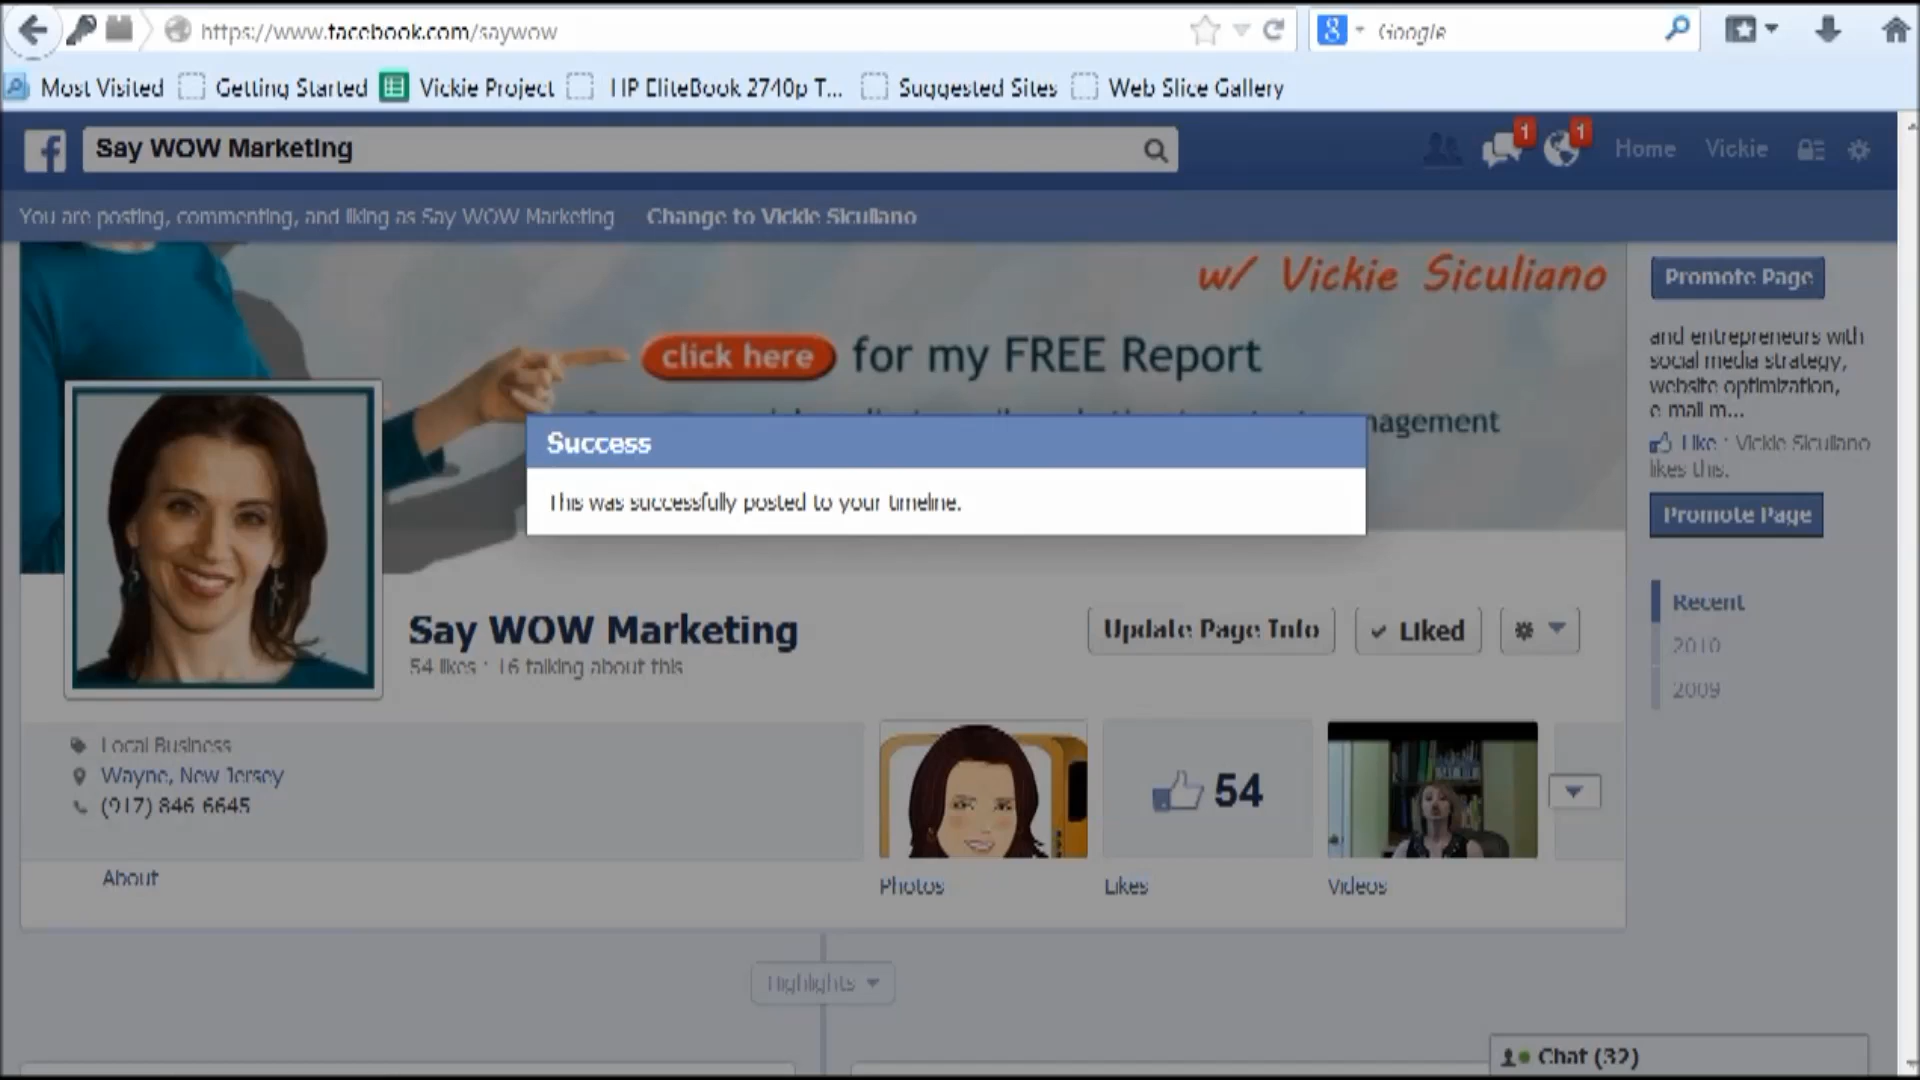 https://www.facebook.com/saywow
Google
Most Visited
Getting Started
Vickie Project
HP EliteBook 2740p T...
Suggested Sites
Web Slice Gallery
Say WOW Marketing
1
1
Home
Vickie
You are posting, commenting, and liking as Say WOW Marketing
Change to Vickie Siculiano
w/ Vickie Siculiano
click here for my FREE Report
Promote Page
and entrepreneurs with
social media strategy,
website optimization,
e-mail m...
Like · Vickie Siculiano
likes this.
Promote Page
Success
This was successfully posted to your timeline.
Recent
2010
2009
Say WOW Marketing
54 likes · 16 talking about this
Update Page Info
Liked
Local Business
Wayne, New Jersey
(917) 846-6645
About
54
Photos
Likes
Videos
Highlights
Chat (32)